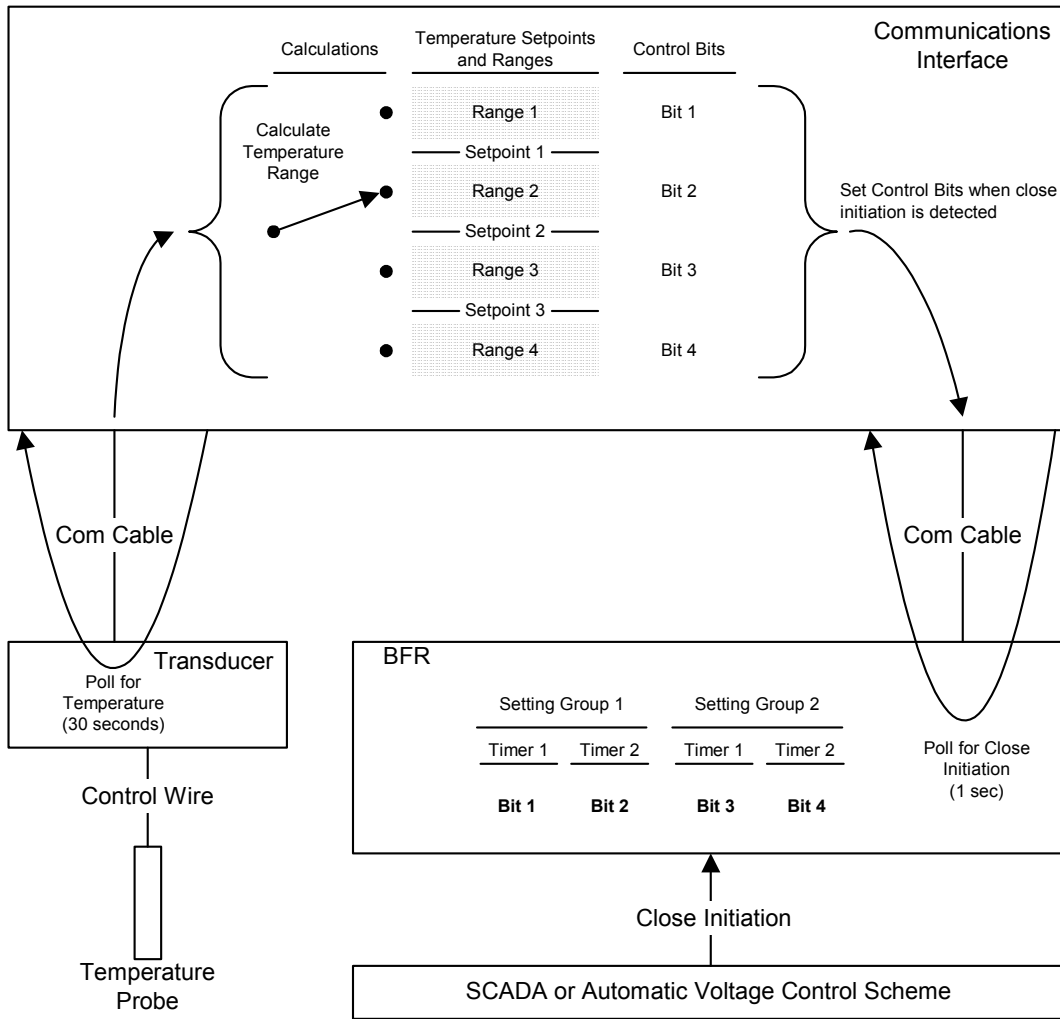 Communications
Interface
Calculations
Temperature Setpoints
and Ranges
Control Bits
Calculate
Temperature
Range
Range 1
Bit 1
Setpoint 1
Range 2
Bit 2
Setpoint 2
Range 3
Bit 3
Setpoint 3
Range 4
Bit 4
Set Control Bits when close
initiation is detected
Com Cable
Com Cable
Transducer
Poll for
Temperature
(30 seconds)
Control Wire
Temperature
Probe
BFR
Setting Group 1
Setting Group 2
Timer 1
Timer 2
Timer 1
Timer 2
Bit 1
Bit 2
Bit 3
Bit 4
Poll for Close
Initiation
(1 sec)
Close Initiation
SCADA or Automatic Voltage Control Scheme